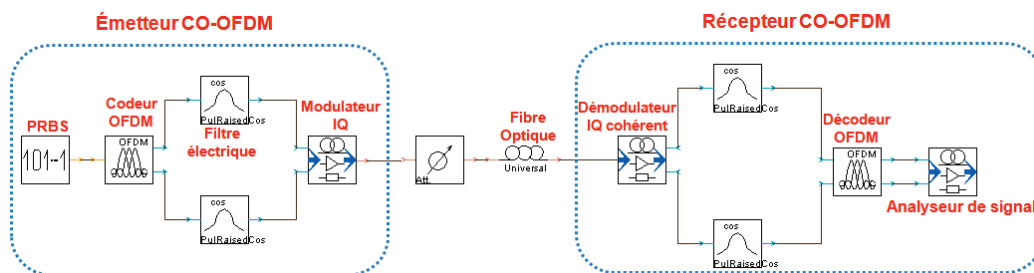 Émetteur CO-OFDM
PRBS
101--1
Codeur
OFDM
OFDM
cos
PulRaisedCos
Filtre
électrique
cos
PulRaisedCos
Modulateur
IQ
Att.
Fibre
Optique
Universal
Récepteur CO-OFDM
Démodulateur
IQ cohérent
cos
PulRaisedCos
cos
PulRaisedCos
Décodeur
OFDM
OFDM
Analyseur de signal